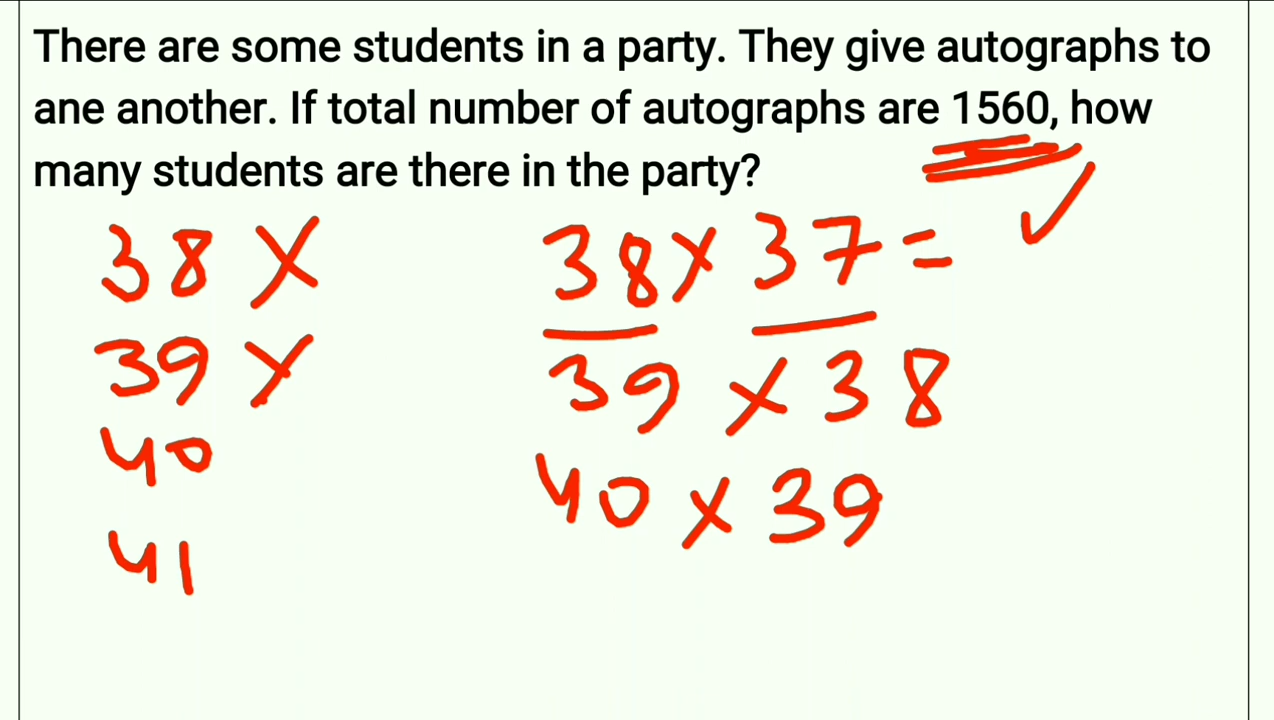 There are some students in a party. They give autographs to
ane another. If total number of autographs are 1560, how
many students are there in the party?
38 X 38 x 37 =
39 X 39 x 38
40 40 x 39
41